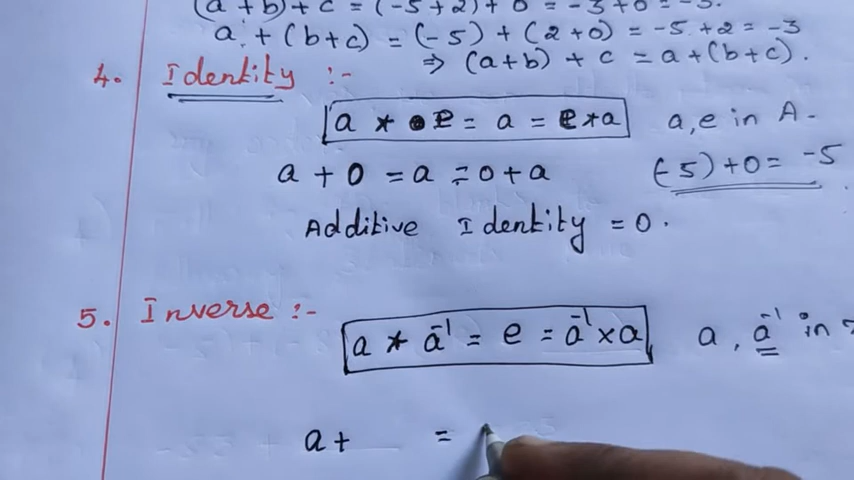 (a+b)+c = (-5+2)+0 = -3+0 = -3.
a + (b+c) = (-5)+(2+0) = -5+2 = -3
⇒ (a+b) + c = a+(b+c).
4. Identity :-
a * e = a = e*a a, e in A.
a + 0 = a = 0+a (-5)+0 = -5
Additive Identity = 0.
5. Inverse :-
a * a⁻¹ = e = a⁻¹ × a a, a⁻¹ in
a + =